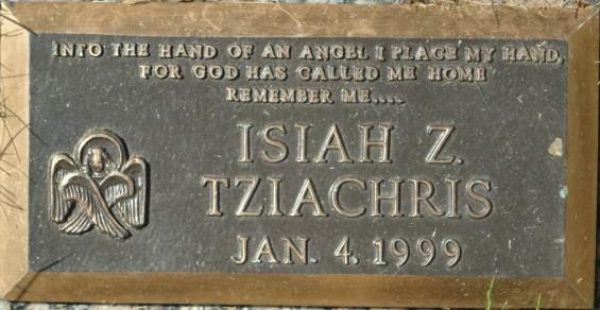 INTO THE HAND OF AN ANGEL I PLACE MY HAND,
FOR GOD HAS CALLED ME HOME
REMEMBER ME....
ISIAH Z.
TZIACHRIS
JAN. 4, 1999